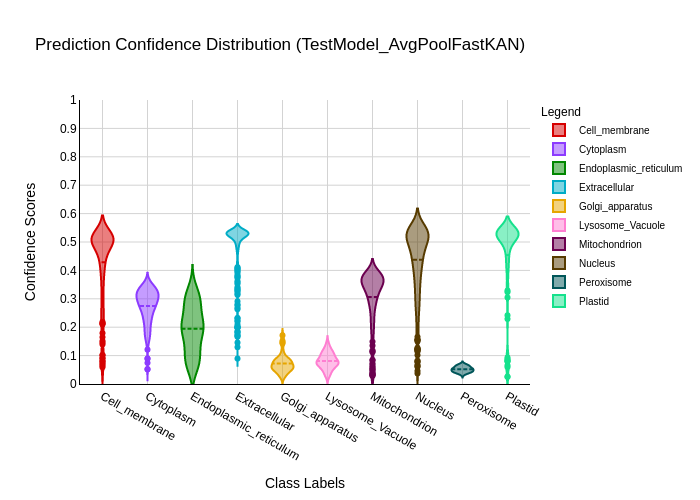 Prediction Confidence Distribution (TestModel_AvgPoolFastKAN)
Legend
Cell_membrane
Cytoplasm
Endoplasmic_reticulum
Extracellular
Golgi_apparatus
Lysosome_Vacuole
Mitochondrion
Nucleus
Peroxisome
Plastid
Confidence Scores
1
0.9
0.8
0.7
0.6
0.5
0.4
0.3
0.2
0.1
0
Cell_membrane
Cytoplasm
Endoplasmic_reticulum
Extracellular
Golgi_apparatus
Lysosome_Vacuole
Mitochondrion
Nucleus
Peroxisome
Plastid
Class Labels